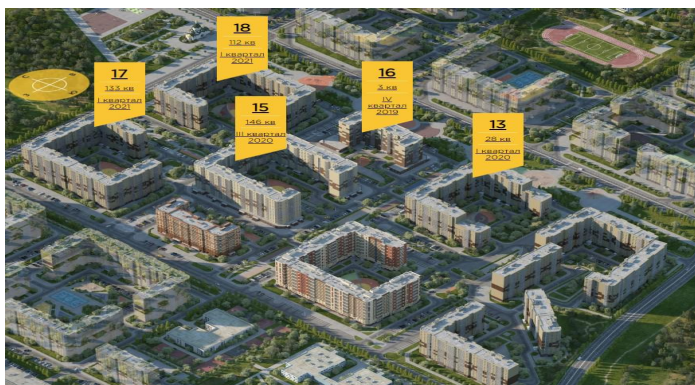 18
112 кв
I квартал
2021
17
133 кв
I квартал
2021
16
3 кв
IV
квартал
2019
15
146 кв
III квартал
2020
13
28 кв
I квартал
2020